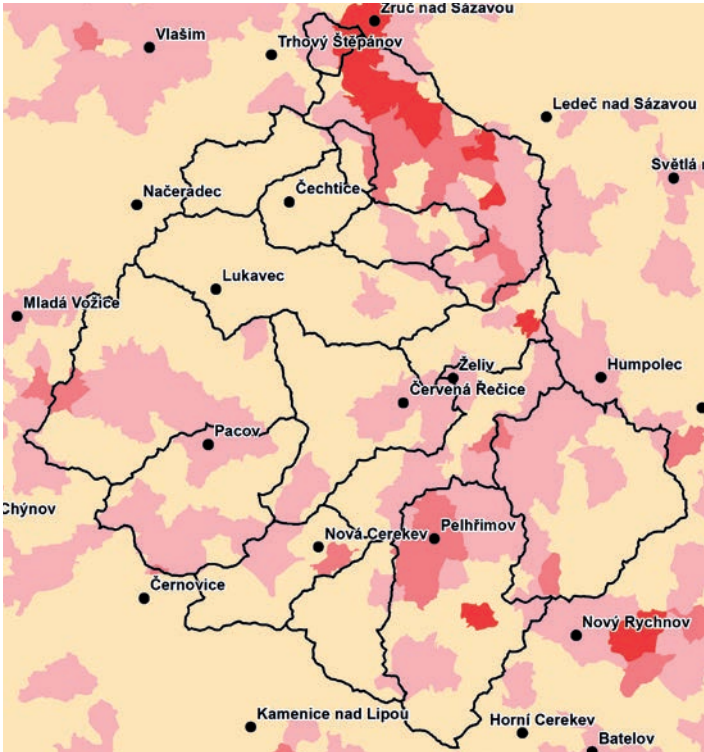 Zruč nad Sázavou
Vlašim
Trhový Štěpánov
Ledeč nad Sázavou
Světlá n
Načeradec
Čechtice
Lukavec
Mladá Vožice
Želiv
Humpolec
Červená Řečice
Pacov
Chýnov
Nová Cerekev
Pelhřimov
Černovice
Nový Rychnov
Kamenice nad Lipou
Horní Cerekev
Batelov